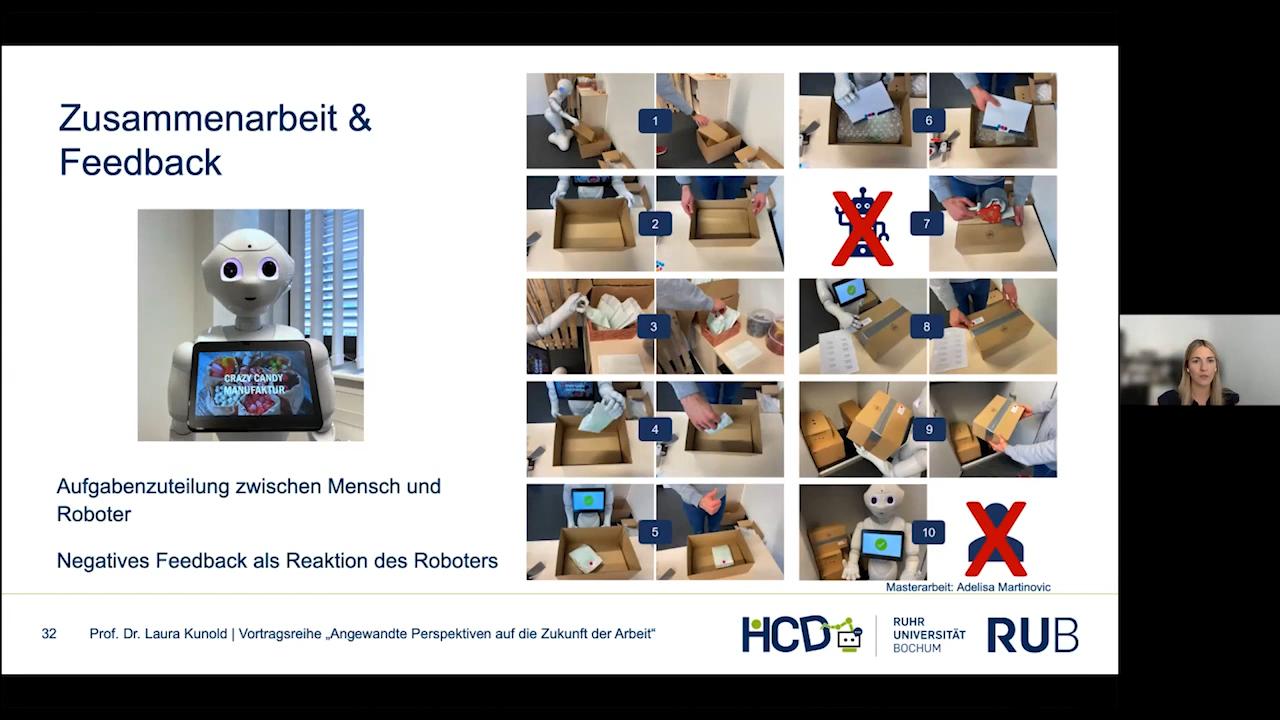 Zusammenarbeit &
Feedback
CRAZY CANDY
MANUFAKTUR
Aufgabenzuteilung zwischen Mensch und
Roboter
Negatives Feedback als Reaktion des Roboters
1
2
3
4
5
6
7
8
9
10
Masterarbeit: Adelisa Martinovic
32
Prof. Dr. Laura Kunold | Vortragsreihe „Angewandte Perspektiven auf die Zukunft der Arbeit“
HCD
RUHR
UNIVERSITÄT
BOCHUM
RUB